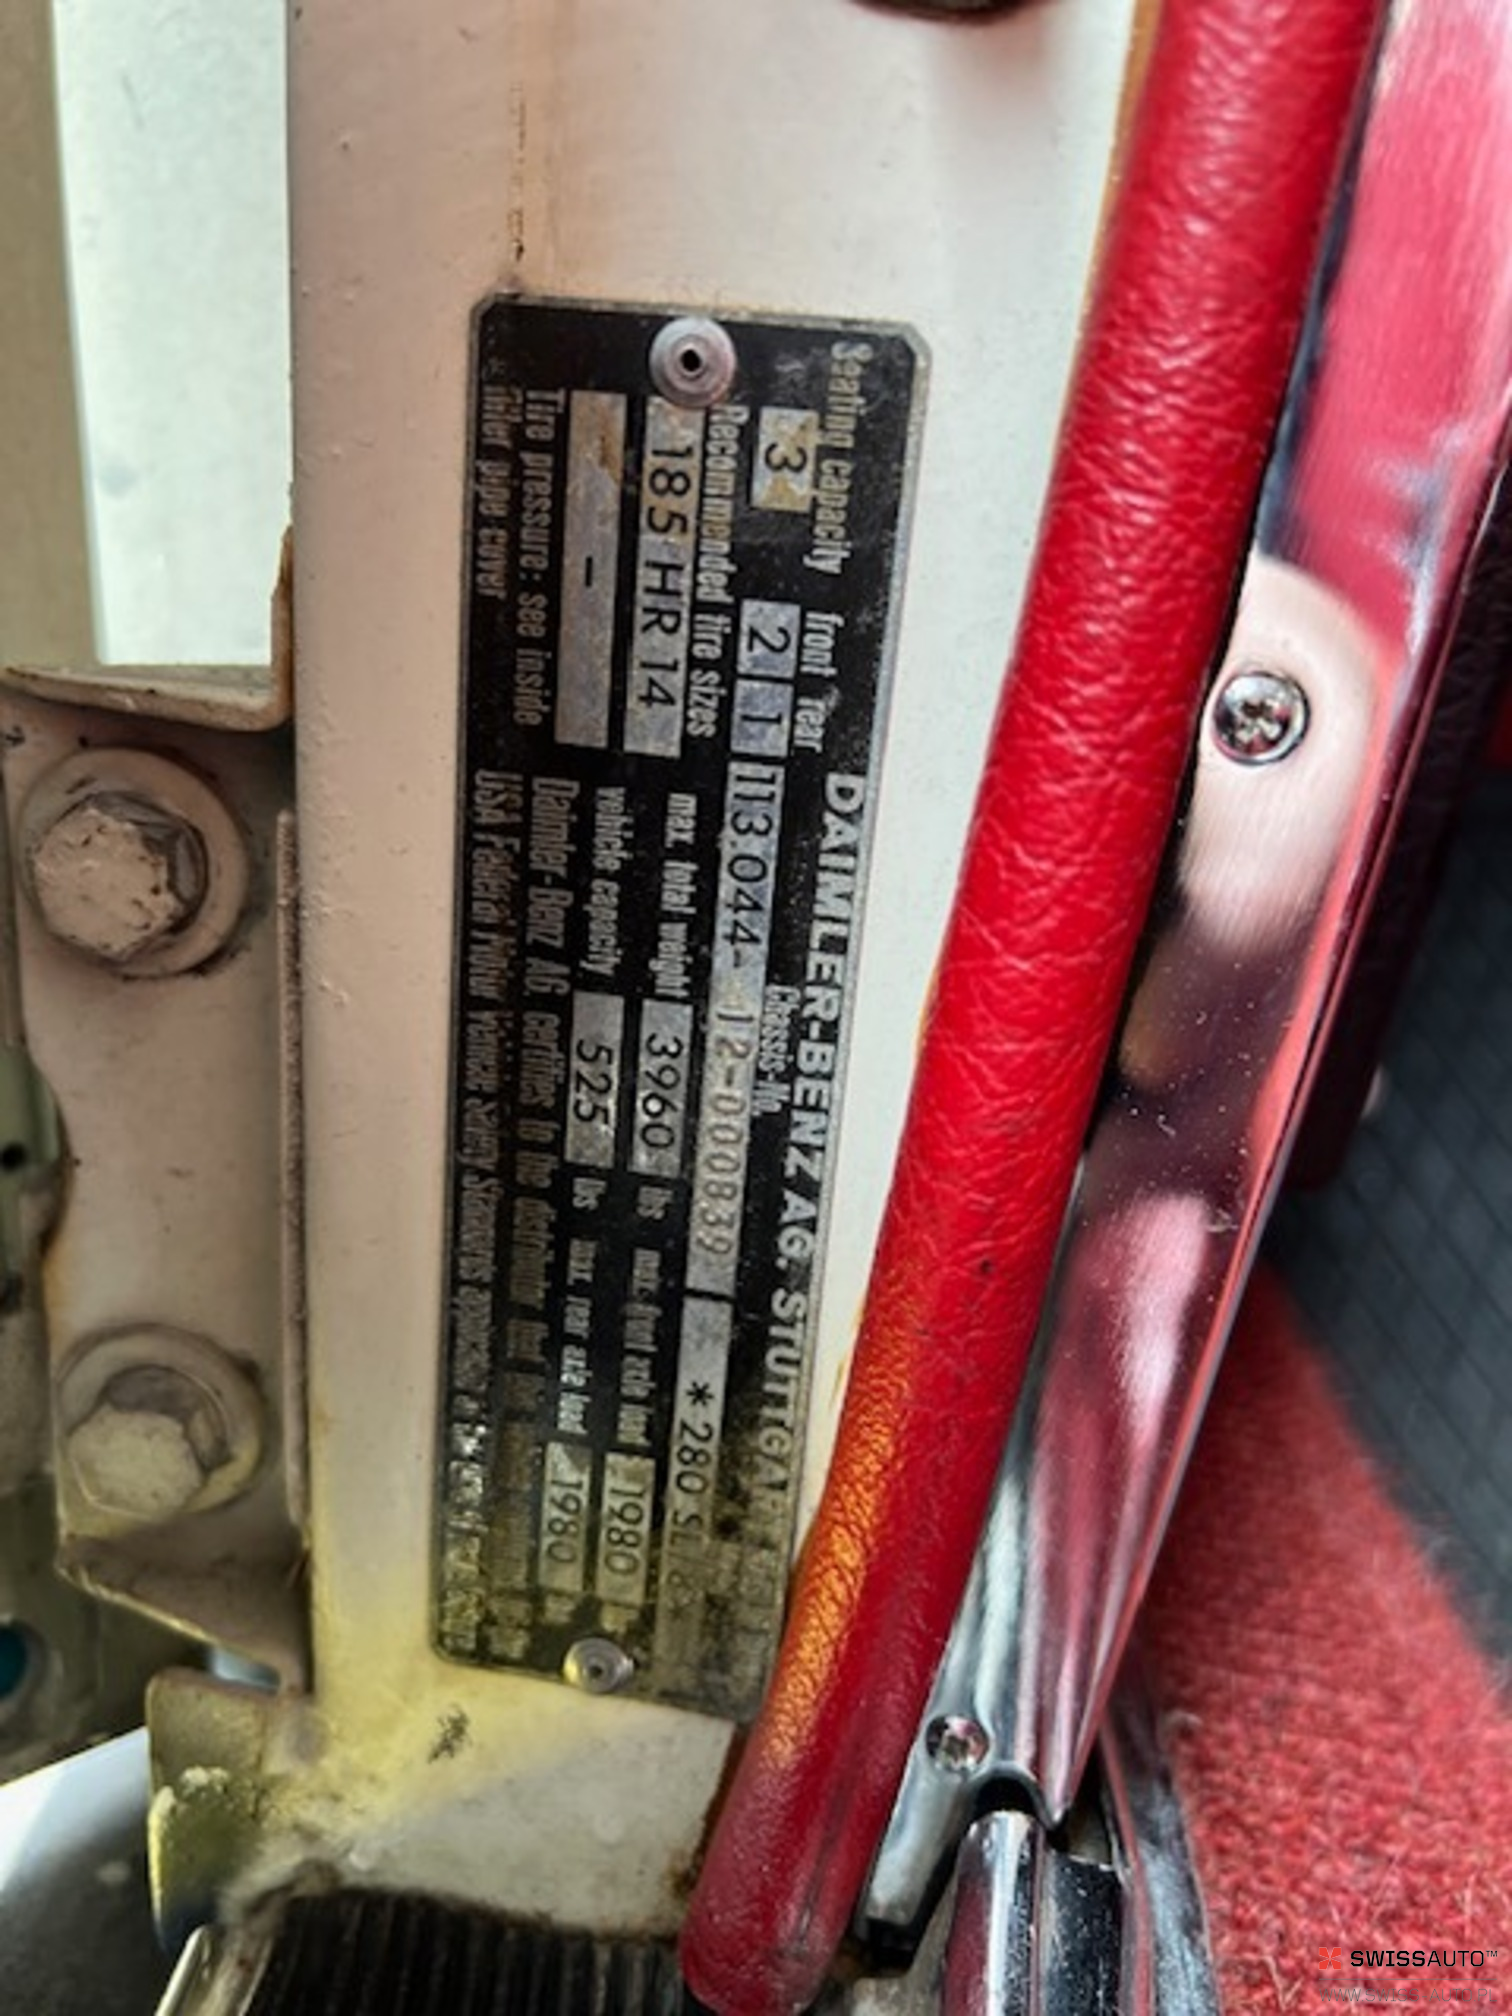 DAIMLER-BENZ AG. STUTTGA
Seating capacity front rear Chassis-No.
3 2 1 113.044-12-000839 *280 SL/8*
Recommended tire sizes max. total weight 3960 lbs max. front axle load 1980
185 HR 14 vehicle capacity 525 lbs max. rear axle load 1980
-
Tire pressure: see inside
filler pipe cover
Daimler-Benz AG. certifies to the distributor that
USA Federal Motor Vehicle Safety Standards
SWISSAUTO™